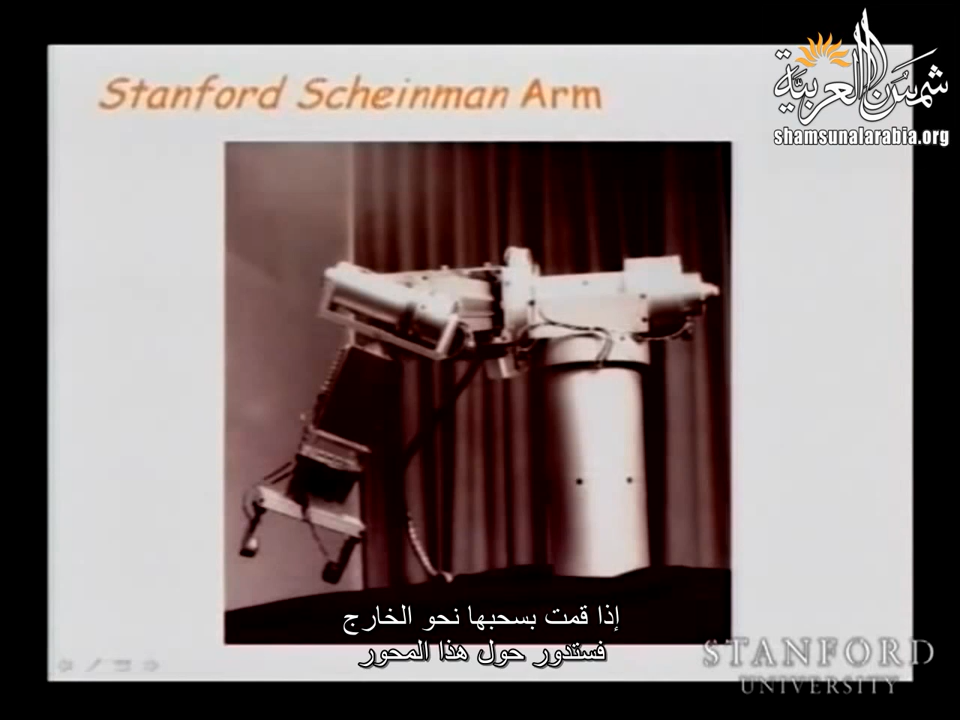 Stanford Scheinman Arm
شمس العربية
shamsunalarabia.org
إذا قمت بسحبها نحو الخارج
فستدور حول هذا المحور
STANFORD
UNIVERSITY